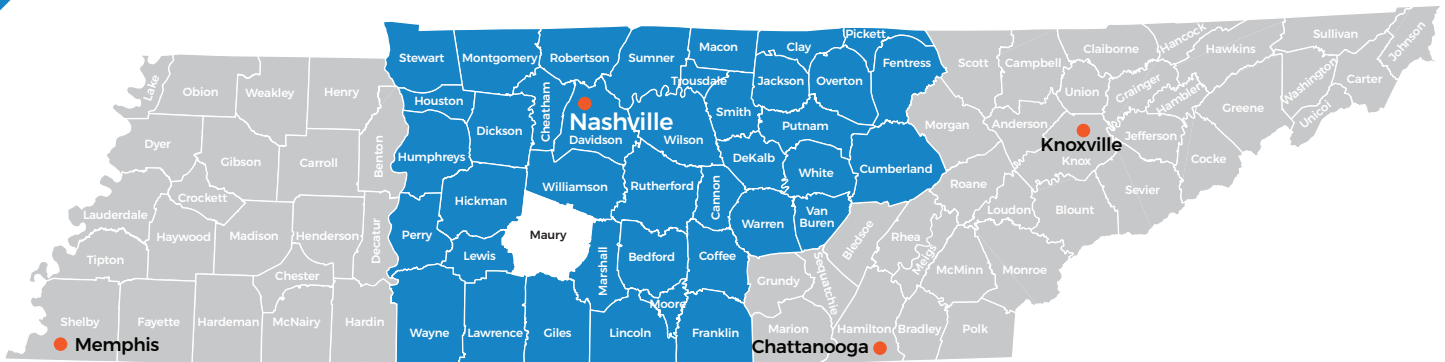 Stewart
Montgomery
Robertson
Sumner
Macon
Clay
Pickett
Fentress
Scott
Campbell
Claiborne
Hancock
Hawkins
Sullivan
Johnson
Lake
Obion
Weakley
Henry
Houston
Cheatham
Trousdale
Jackson
Overton
Union
Grainger
Hamblen
Washington
Carter
Dickson
Nashville
Davidson
Wilson
Smith
Putnam
Morgan
Anderson
Knoxville
Knox
Jefferson
Greene
Unicoi
Dyer
Gibson
Carroll
Benton
Humphreys
DeKalb
White
Cumberland
Roane
Cocke
Crockett
Hickman
Williamson
Rutherford
Cannon
Warren
Van
Buren
Loudon
Blount
Sevier
Lauderdale
Haywood
Madison
Henderson
Decatur
Perry
Lewis
Maury
Marshall
Bedford
Coffee
Bledsoe
Rhea
Meigs
McMinn
Monroe
Tipton
Chester
Grundy
Sequatchie
Shelby
Fayette
Hardeman
McNairy
Hardin
Wayne
Lawrence
Giles
Lincoln
Moore
Franklin
Marion
Hamilton
Bradley
Polk
Memphis
Chattanooga